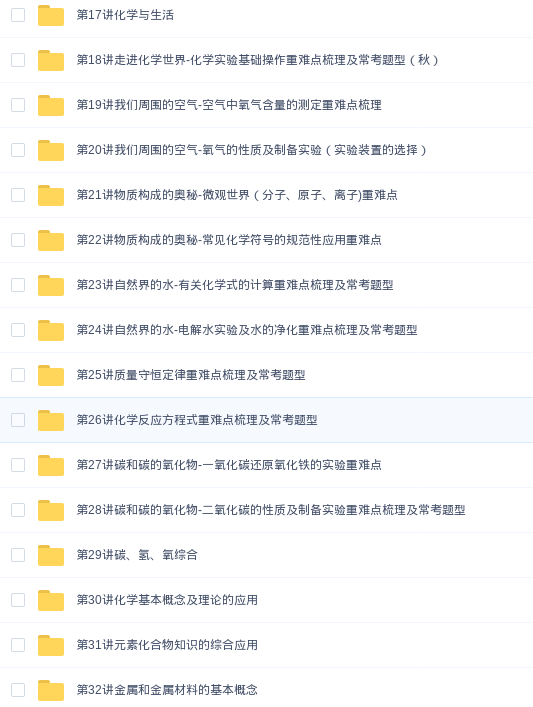 第17讲化学与生活
第18讲走进化学世界-化学实验基础操作重难点梳理及常考题型（秋）
第19讲我们周围的空气-空气中氧气含量的测定重难点梳理
第20讲我们周围的空气-氧气的性质及制备实验（实验装置的选择）
第21讲物质构成的奥秘-微观世界（分子、原子、离子)重难点
第22讲物质构成的奥秘-常见化学符号的规范性应用重难点
第23讲自然界的水-有关化学式的计算重难点梳理及常考题型
第24讲自然界的水-电解水实验及水的净化重难点梳理及常考题型
第25讲质量守恒定律重难点梳理及常考题型
第26讲化学反应方程式重难点梳理及常考题型
第27讲碳和碳的氧化物-一氧化碳还原氧化铁的实验重难点
第28讲碳和碳的氧化物-二氧化碳的性质及制备实验重难点梳理及常考题型
第29讲碳、氢、氧综合
第30讲化学基本概念及理论的应用
第31讲元素化合物知识的综合应用
第32讲金属和金属材料的基本概念